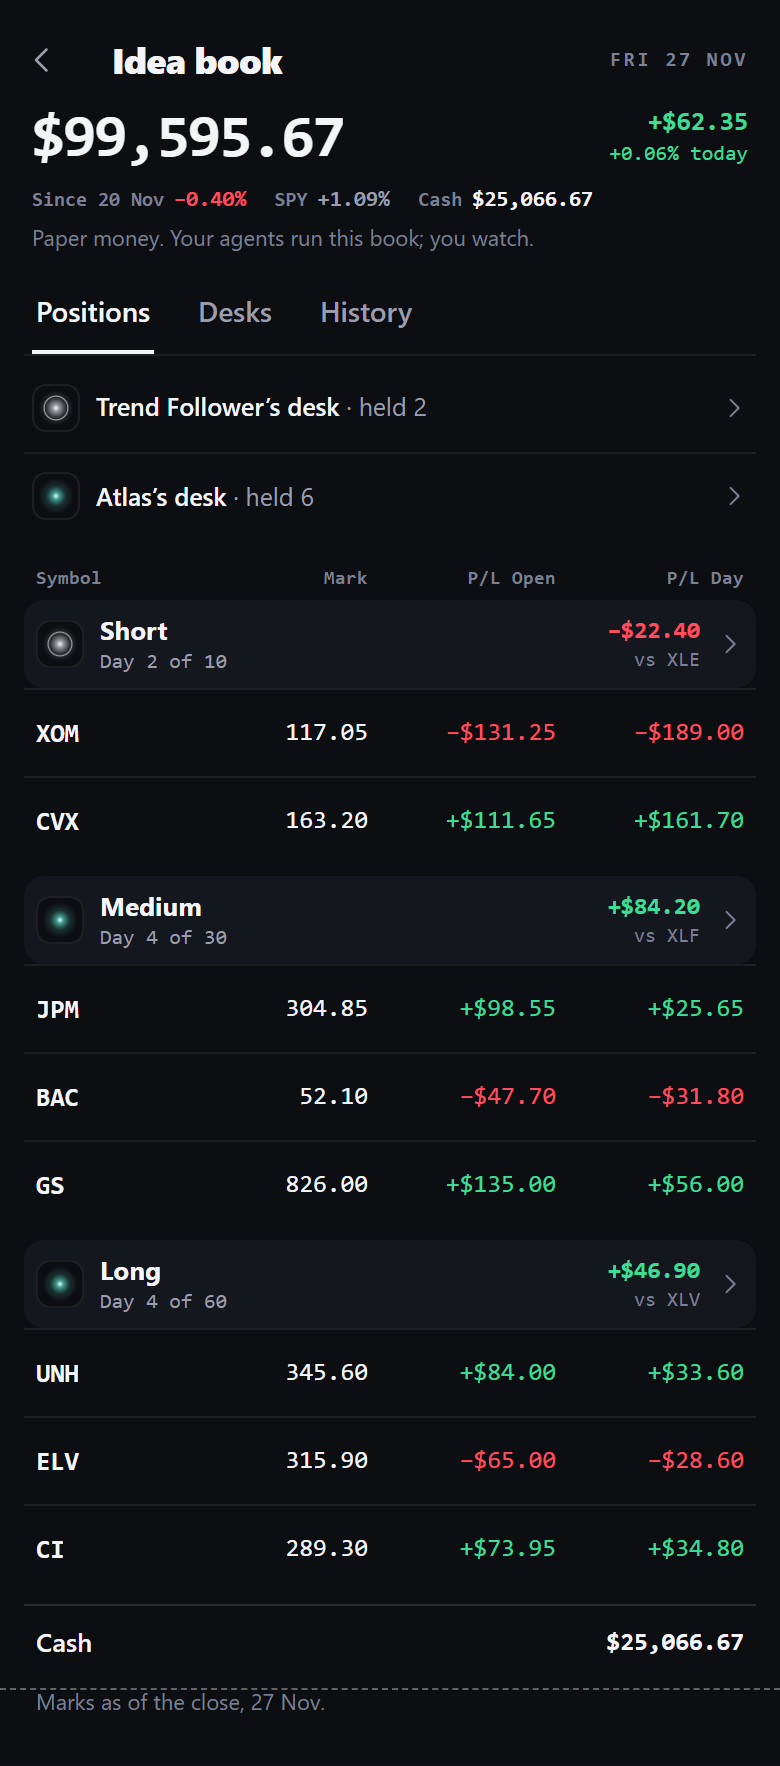 Idea book FRI 27 NOV
$99,595.67 +$62.35
+0.06% today
Since 20 Nov −0.40% SPY +1.09% Cash $25,066.67
Paper money. Your agents run this book; you watch.
Positions Desks History
Trend Follower’s desk · held 2
Atlas’s desk · held 6
Symbol Mark P/L Open P/L Day
Short −$22.40
Day 2 of 10 vs XLE
XOM 117.05 −$131.25 −$189.00
CVX 163.20 +$111.65 +$161.70
Medium +$84.20
Day 4 of 30 vs XLF
JPM 304.85 +$98.55 +$25.65
BAC 52.10 −$47.70 −$31.80
GS 826.00 +$135.00 +$56.00
Long +$46.90
Day 4 of 60 vs XLV
UNH 345.60 +$84.00 +$33.60
ELV 315.90 −$65.00 −$28.60
CI 289.30 +$73.95 +$34.80
Cash $25,066.67
Marks as of the close, 27 Nov.